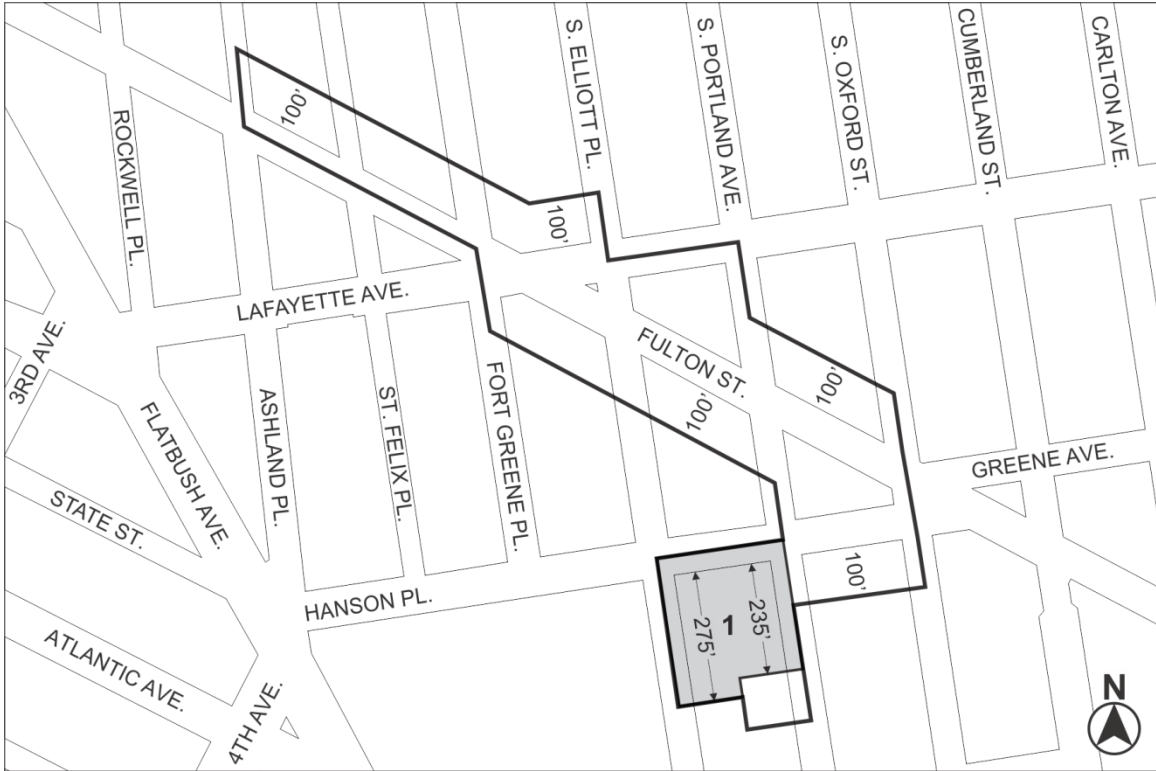 S. ELLIOTT PL.
S. PORTLAND AVE.
S. OXFORD ST.
CUMBERLAND ST.
CARLTON AVE.
100'
ROCKWELL PL.
100'
LAFAYETTE AVE.
3RD AVE.
FULTON ST.
100'
100'
FLATBUSH AVE.
ASHLAND PL.
ST. FELIX PL.
FORT GREENE PL.
GREENE AVE.
STATE ST.
HANSON PL.
100'
275'
1
235'
ATLANTIC AVE.
4TH AVE.
N